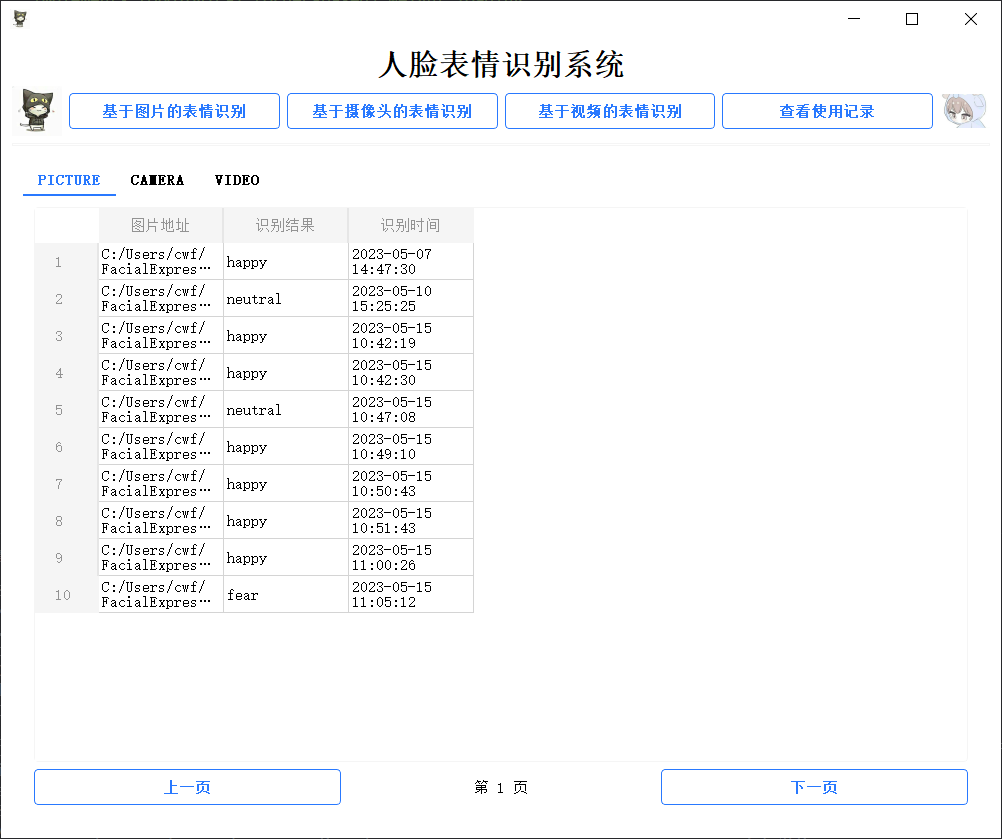 人脸表情识别系统
基于图片的表情识别 基于摄像头的表情识别 基于视频的表情识别 查看使用记录
PICTURE CAMERA VIDEO
图片地址 识别结果 识别时间
1 C:/Users/cwf/FacialExpres… happy 2023-05-07 14:47:30
2 C:/Users/cwf/FacialExpres… neutral 2023-05-10 15:25:25
3 C:/Users/cwf/FacialExpres… happy 2023-05-15 10:42:19
4 C:/Users/cwf/FacialExpres… happy 2023-05-15 10:42:30
5 C:/Users/cwf/FacialExpres… neutral 2023-05-15 10:47:08
6 C:/Users/cwf/FacialExpres… happy 2023-05-15 10:49:10
7 C:/Users/cwf/FacialExpres… happy 2023-05-15 10:50:43
8 C:/Users/cwf/FacialExpres… happy 2023-05-15 10:51:43
9 C:/Users/cwf/FacialExpres… happy 2023-05-15 11:00:26
10 C:/Users/cwf/FacialExpres… fear 2023-05-15 11:05:12
上一页 第 1 页 下一页